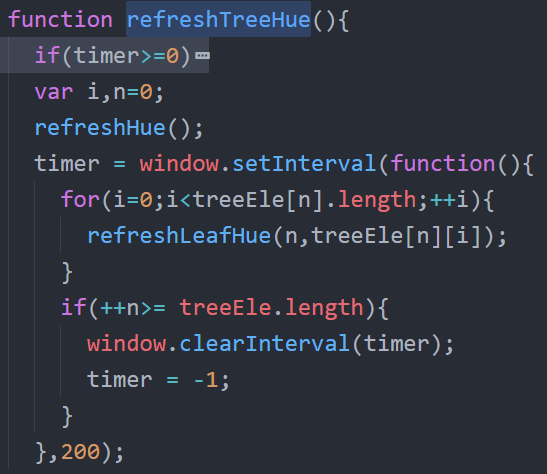 function refreshTreeHue(){
if(timer>=0)⋯
var i,n=0;
refreshHue();
timer = window.setInterval(function(){
for(i=0;i<treeEle[n].length;++i){
refreshLeafHue(n,treeEle[n][i]);
}
if(++n>= treeEle.length){
window.clearInterval(timer);
timer = -1;
}
},200);